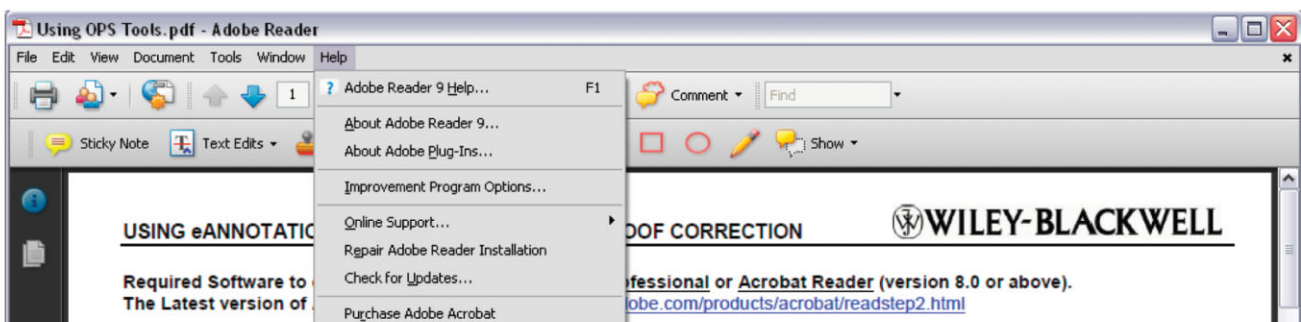 Using OPS Tools.pdf - Adobe Reader
File Edit View Document Tools Window Help
1 Comment Find
Sticky Note Text Edits Show
Adobe Reader 9 Help... F1
About Adobe Reader 9...
About Adobe Plug-Ins...
Improvement Program Options...
Online Support...
Repair Adobe Reader Installation
Check for Updates...
Purchase Adobe Acrobat
WILEY-BLACKWELL
USING eANNOTATIO OOF CORRECTION
Required Software to ofessional or Acrobat Reader (version 8.0 or above).
The Latest version of dobe.com/products/acrobat/readstep2.html